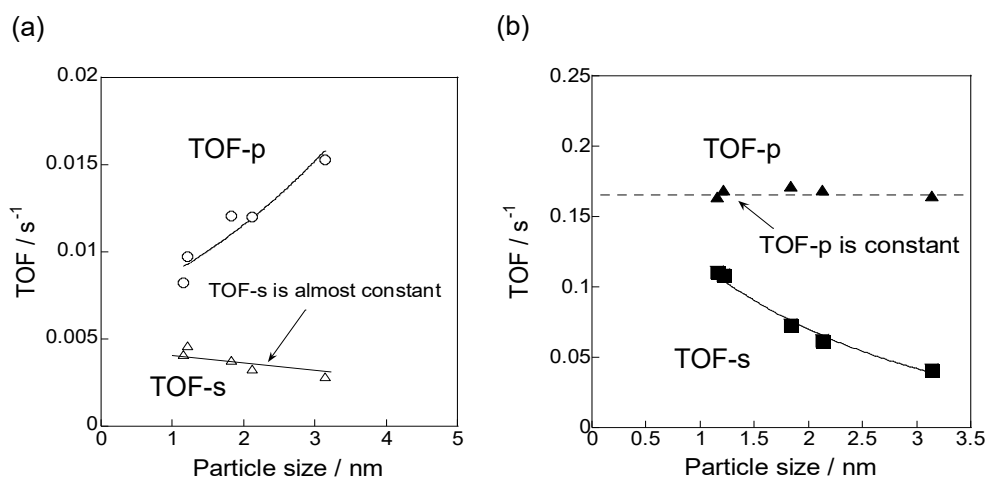 (a)
0.02
0.015
0.01
0.005
0
TOF / s⁻¹
TOF-p
TOF-s is almost constant
TOF-s
0
1
2
3
4
5
Particle size / nm
(b)
0.25
0.2
0.15
0.1
0.05
0
TOF / s⁻¹
TOF-p
TOF-p is constant
TOF-s
0
0.5
1
1.5
2
2.5
3
3.5
Particle size / nm